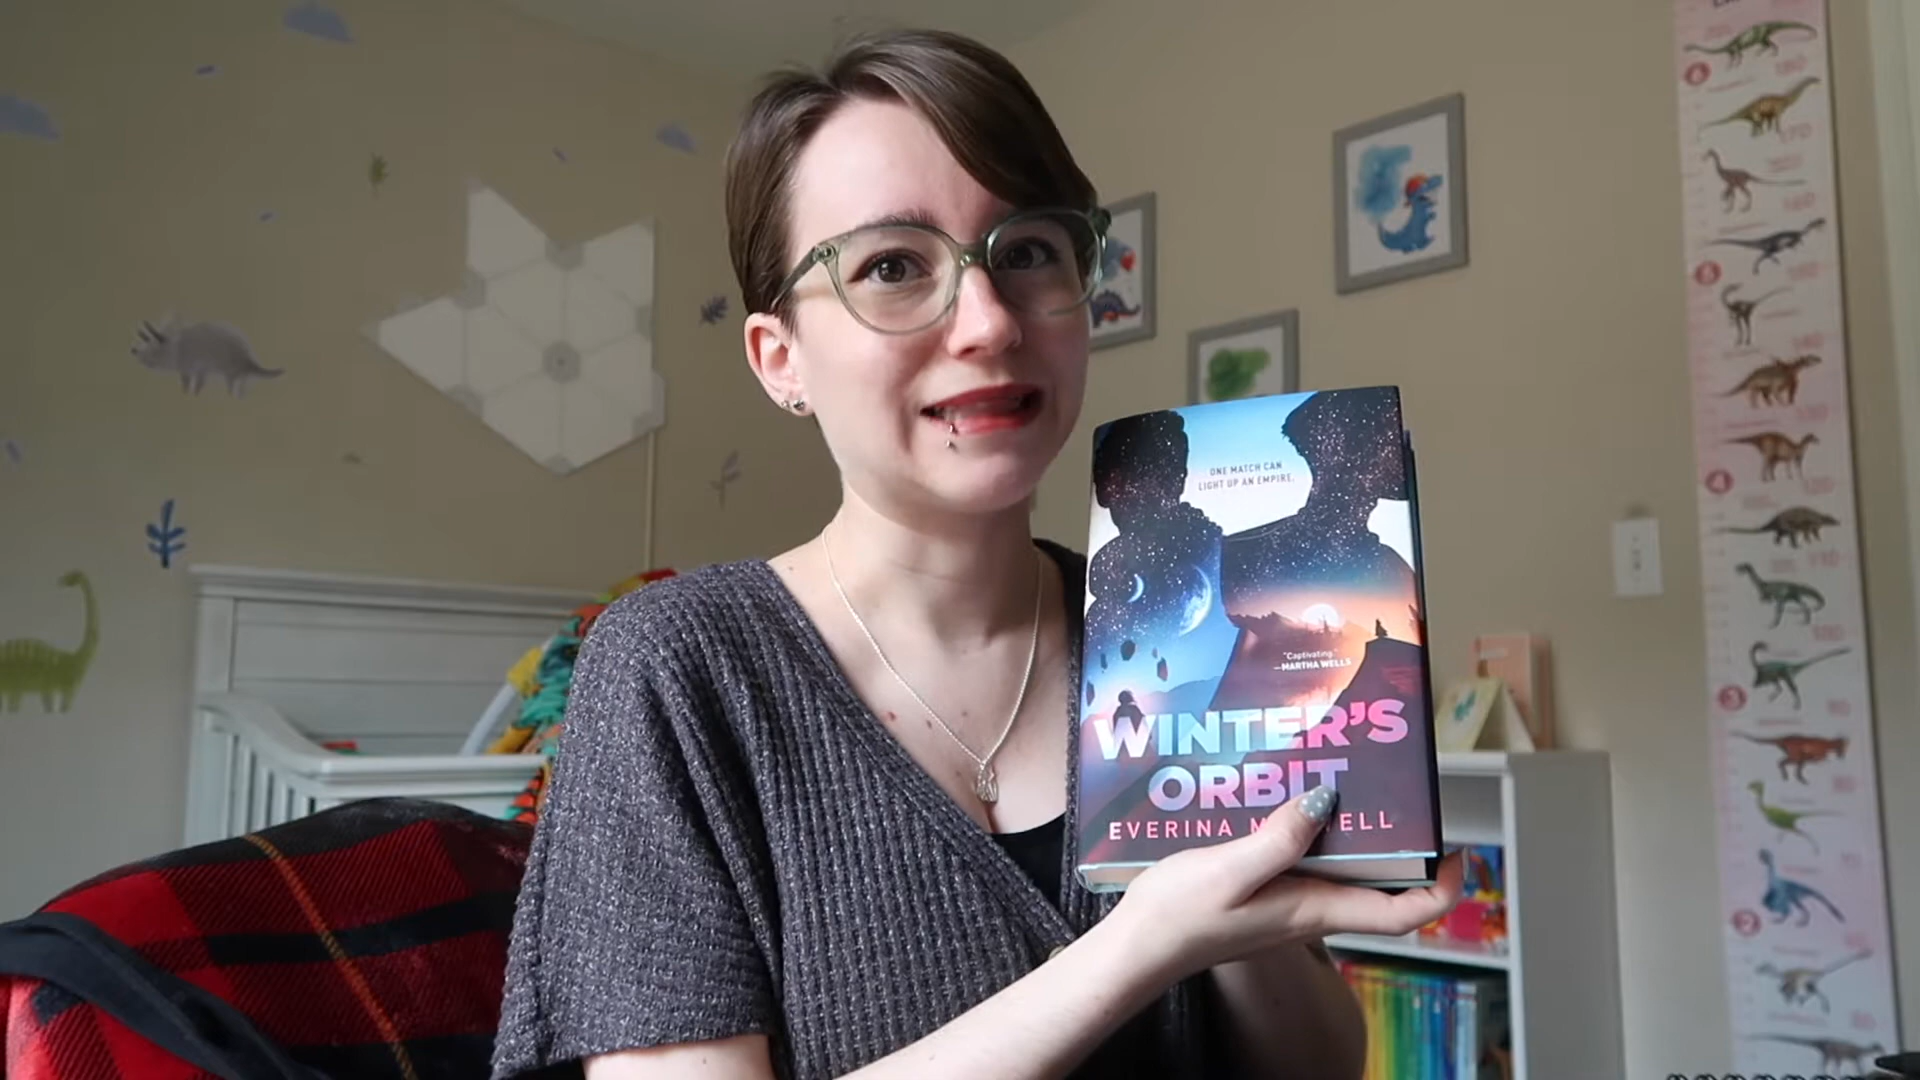 ONE MATCH CAN
LIGHT UP AN EMPIRE.
"Captivating."
—MARTHA WELLS
WINTER'S
ORBIT
EVERINA